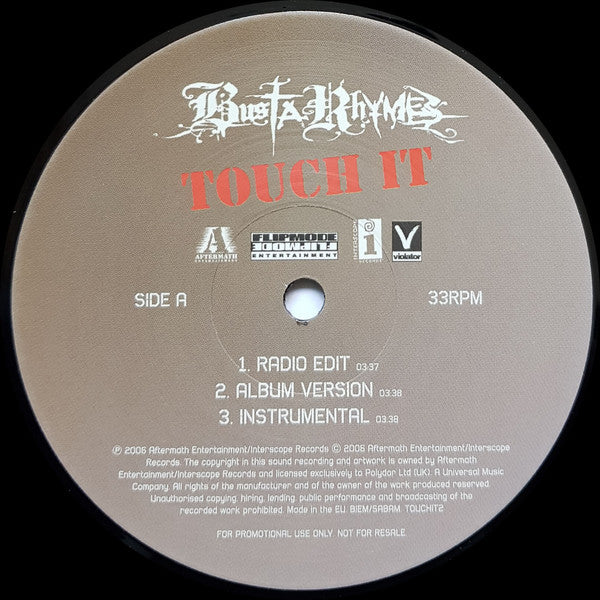 Busta Rhymes
TOUCH IT
A
AFTERMATH
ENTERTAINMENT
FLIPMODE
FLIPMODE
ENTERTAINMENT
INTERSCOPE
i
RECORDS
V
violator
SIDE A
33RPM
1. RADIO EDIT 03:37
2. ALBUM VERSION 03:38
3. INSTRUMENTAL 03:38
℗ 2006 Aftermath Entertainment/Interscope Records © 2006 Aftermath Entertainment/Interscope
Records. The copyright in this sound recording and artwork is owned by Aftermath
Entertainment/Interscope Records and licensed exclusively to Polydor Ltd (UK). A Universal Music
Company. All rights of the manufacturer and of the owner of the work produced reserved.
Unauthorised copying, hiring, lending, public performance and broadcasting of the
recorded work prohibited. Made in the EU. BIEM/SABAM. TOUCHIT2
FOR PROMOTIONAL USE ONLY. NOT FOR RESALE.